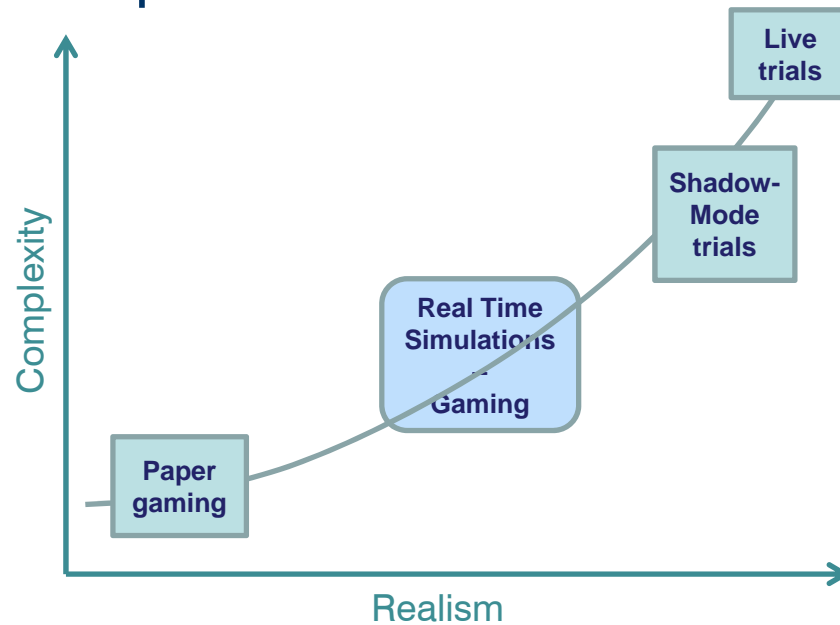 Live
trials
Shadow-
Mode
trials
Real Time
Simulations
–
Gaming
Paper
gaming
Complexity
Realism